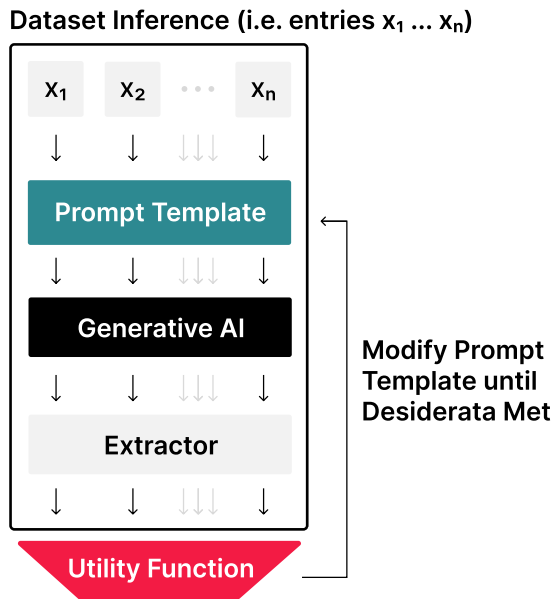 Dataset Inference (i.e. entries x₁ ... xₙ)
x₁ x₂ ... xₙ
Prompt Template
Generative AI
Modify Prompt
Template until
Desiderata Met
Extractor
Utility Function